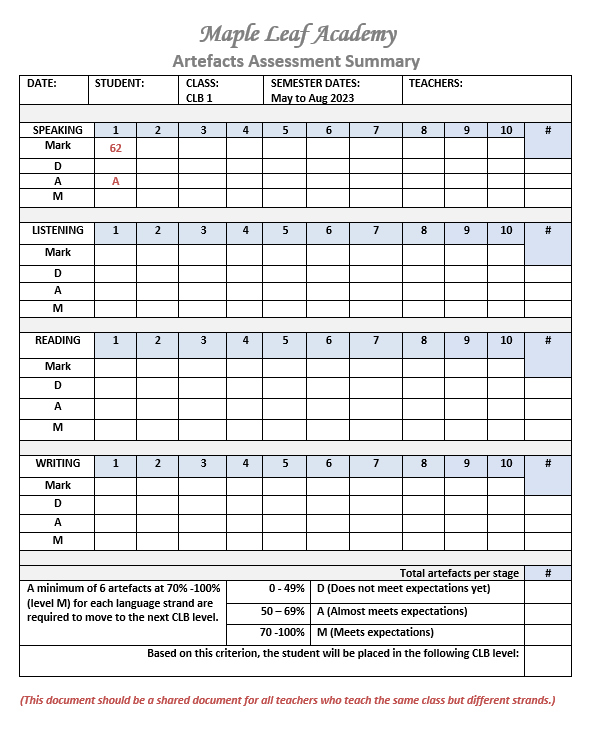 Maple Leaf Academy
Artefacts Assessment Summary
DATE: STUDENT: CLASS: SEMESTER DATES: TEACHERS:
CLB 1 May to Aug 2023
SPEAKING 1 2 3 4 5 6 7 8 9 10 #
Mark 62
D
A A
M
LISTENING 1 2 3 4 5 6 7 8 9 10 #
Mark
D
A
M
READING 1 2 3 4 5 6 7 8 9 10 #
Mark
D
A
M
WRITING 1 2 3 4 5 6 7 8 9 10 #
Mark
D
A
M
Total artefacts per stage #
A minimum of 6 artefacts at 70% -100% 0 - 49% D (Does not meet expectations yet)
(level M) for each language strand are 50 – 69% A (Almost meets expectations)
required to move to the next CLB level.
70 -100% M (Meets expectations)
Based on this criterion, the student will be placed in the following CLB level:
(This document should be a shared document for all teachers who teach the same class but different strands.)